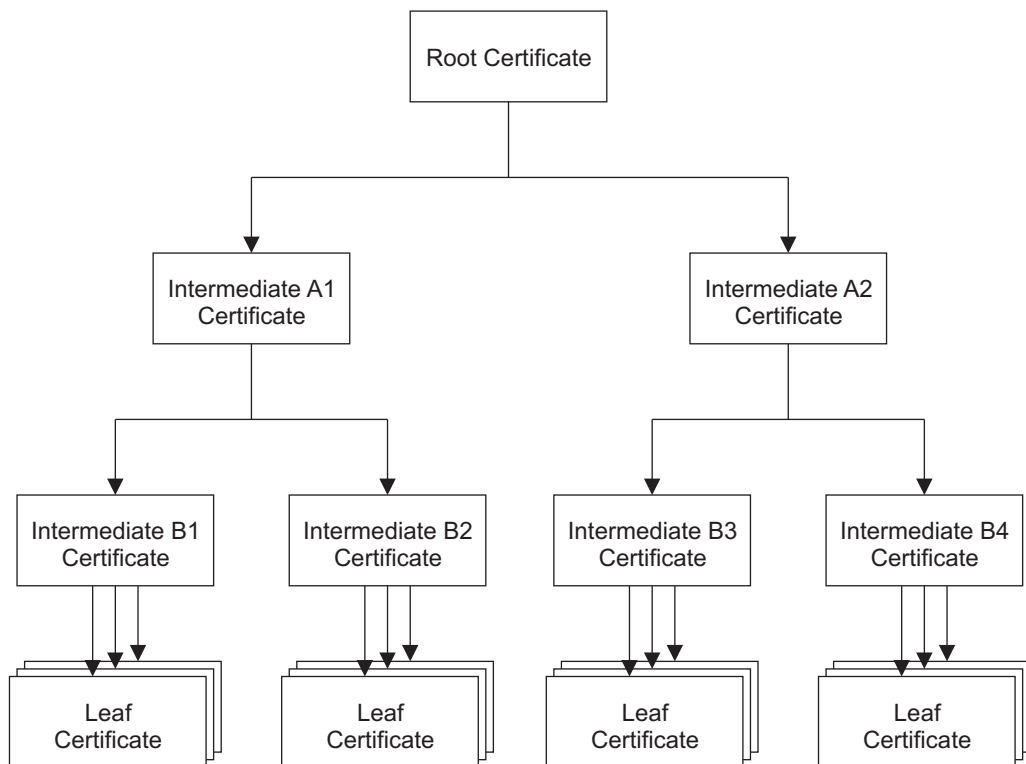 Root Certificate
Intermediate A1
Certificate
Intermediate A2
Certificate
Intermediate B1
Certificate
Intermediate B2
Certificate
Intermediate B3
Certificate
Intermediate B4
Certificate
Leaf
Certificate
Leaf
Certificate
Leaf
Certificate
Leaf
Certificate